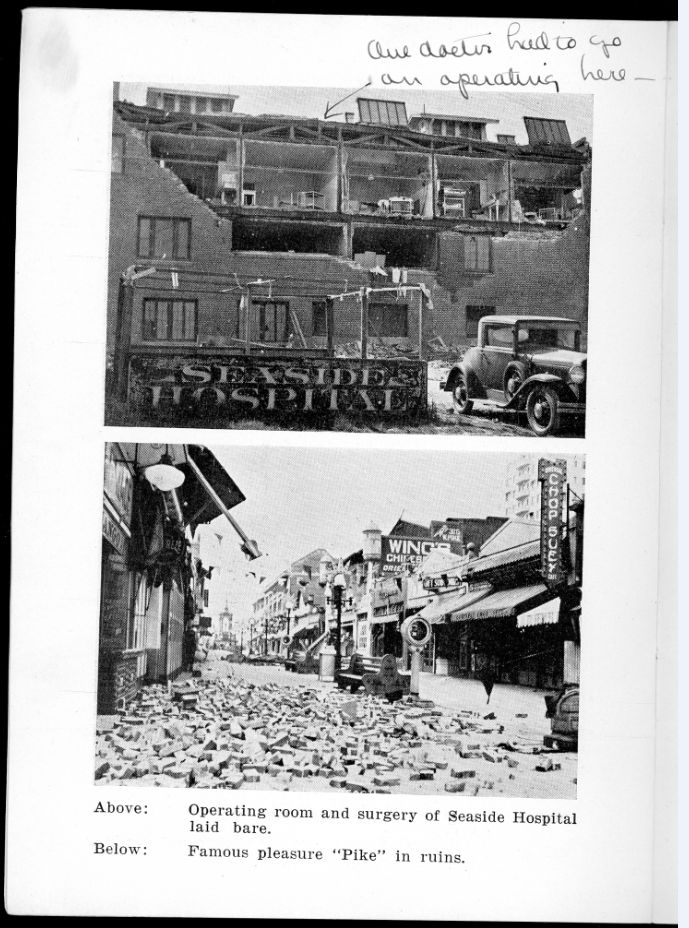 One doctor had to go
on operating here—
SEASIDE
HOSPITAL
CHOP SUEY
WING'S
Above: Operating room and surgery of Seaside Hospital
laid bare.
Below: Famous pleasure "Pike" in ruins.